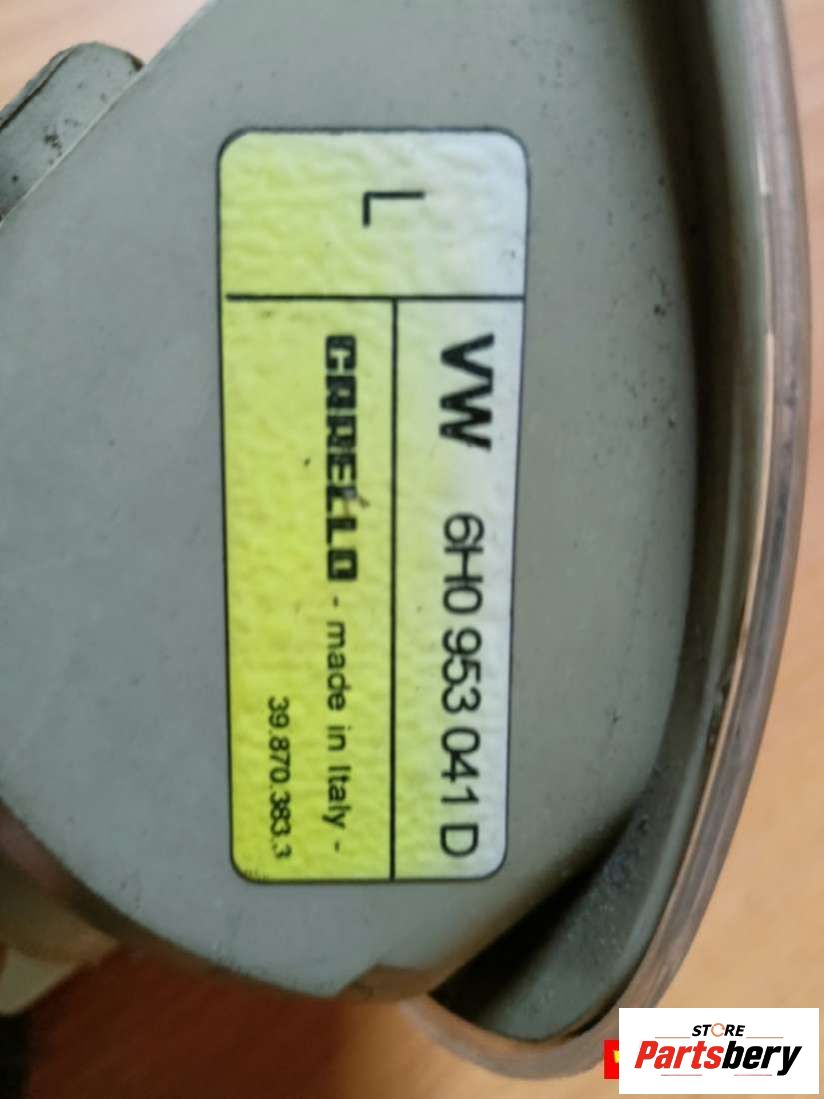 L
VW 6H0 953 041 D
CARELLO - made in Italy -
39.870.383.3
STORE
Partsbery